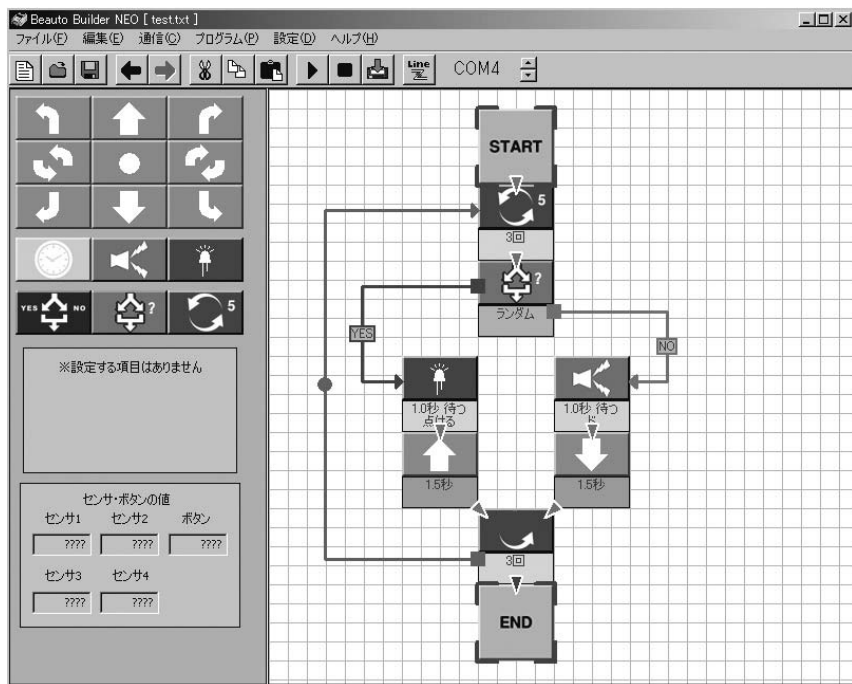 Beauto Builder NEO [ test.txt ]
ファイル(F) 編集(E) 通信(C) プログラム(P) 設定(D) ヘルプ(H)
Line
COM4
YES NO ? 5
※設定する項目はありません
センサ・ボタンの値
センサ1 センサ2 ボタン
???? ???? ????
センサ3 センサ4
???? ????
START
5
3回
?
ランダム
YES
NO
1.0秒 待つ
点ける
1.0秒 待つ
ド
1.5秒
1.5秒
3回
END